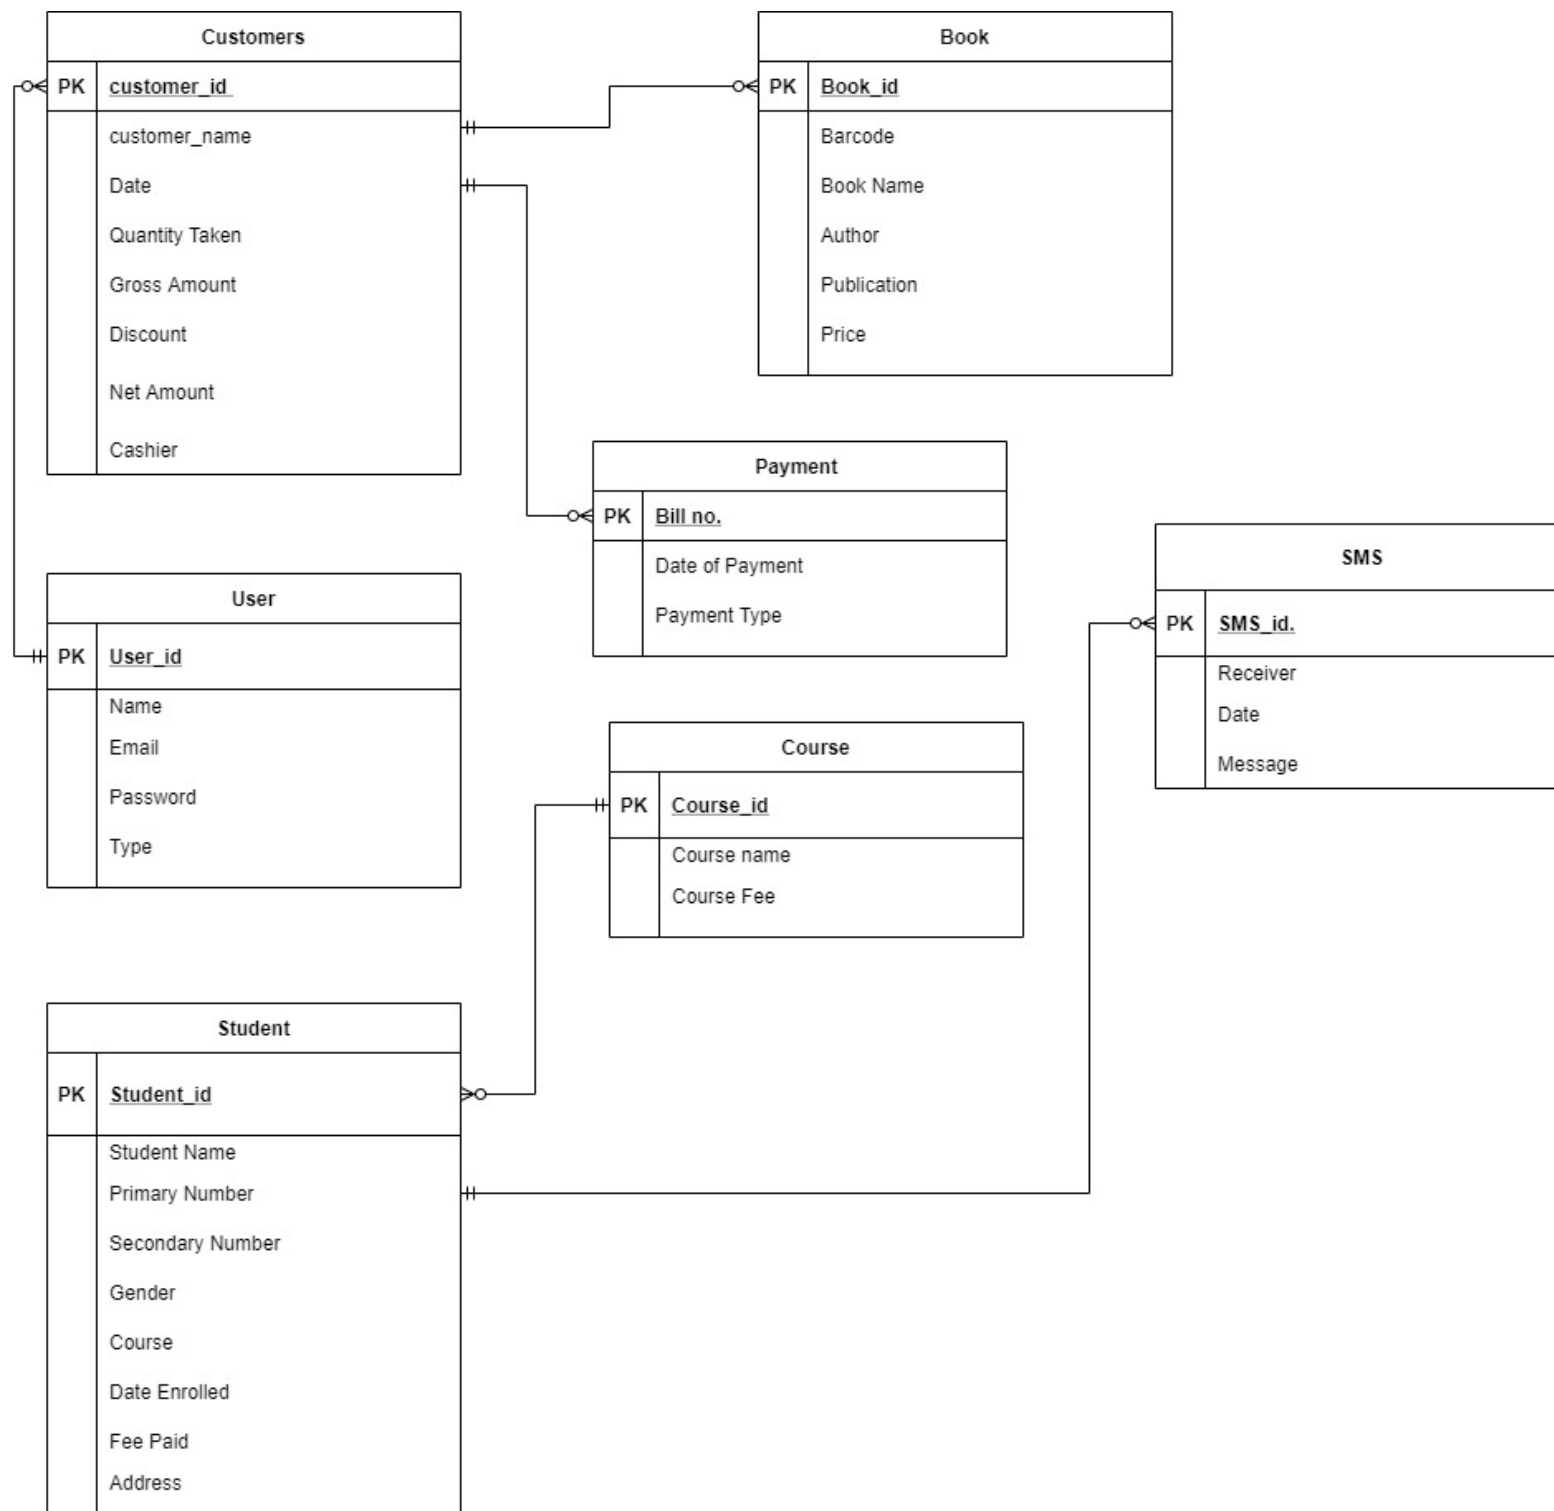 Customers
PK customer_id
customer_name
Date
Quantity Taken
Gross Amount
Discount
Net Amount
Cashier
Book
PK Book_id
Barcode
Book Name
Author
Publication
Price
Payment
PK Bill no.
Date of Payment
Payment Type
SMS
PK SMS_id.
Receiver
Date
Message
User
PK User_id
Name
Email
Password
Type
Course
PK Course_id
Course name
Course Fee
Student
PK Student_id
Student Name
Primary Number
Secondary Number
Gender
Course
Date Enrolled
Fee Paid
Address